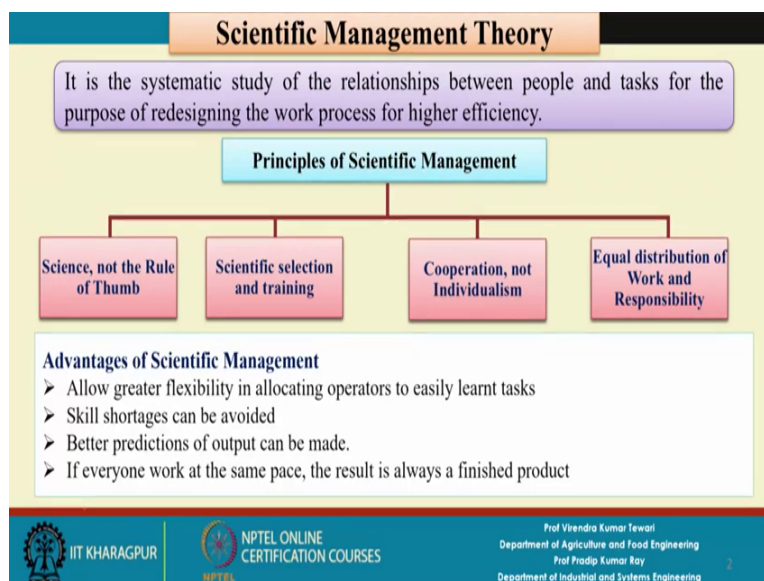 Scientific Management Theory
It is the systematic study of the relationships between people and tasks for the
purpose of redesigning the work process for higher efficiency.
Principles of Scientific Management
Science, not the Rule
of Thumb
Scientific selection
and training
Cooperation, not
Individualism
Equal distribution of
Work and
Responsibility
Advantages of Scientific Management
➢ Allow greater flexibility in allocating operators to easily learnt tasks
➢ Skill shortages can be avoided
➢ Better predictions of output can be made.
➢ If everyone work at the same pace, the result is always a finished product
IIT KHARAGPUR
NPTEL
NPTEL ONLINE
CERTIFICATION COURSES
Prof Virendra Kumar Tewari
Department of Agriculture and Food Engineering
Prof Pradip Kumar Ray
Department of Industrial and Systems Engineering
2